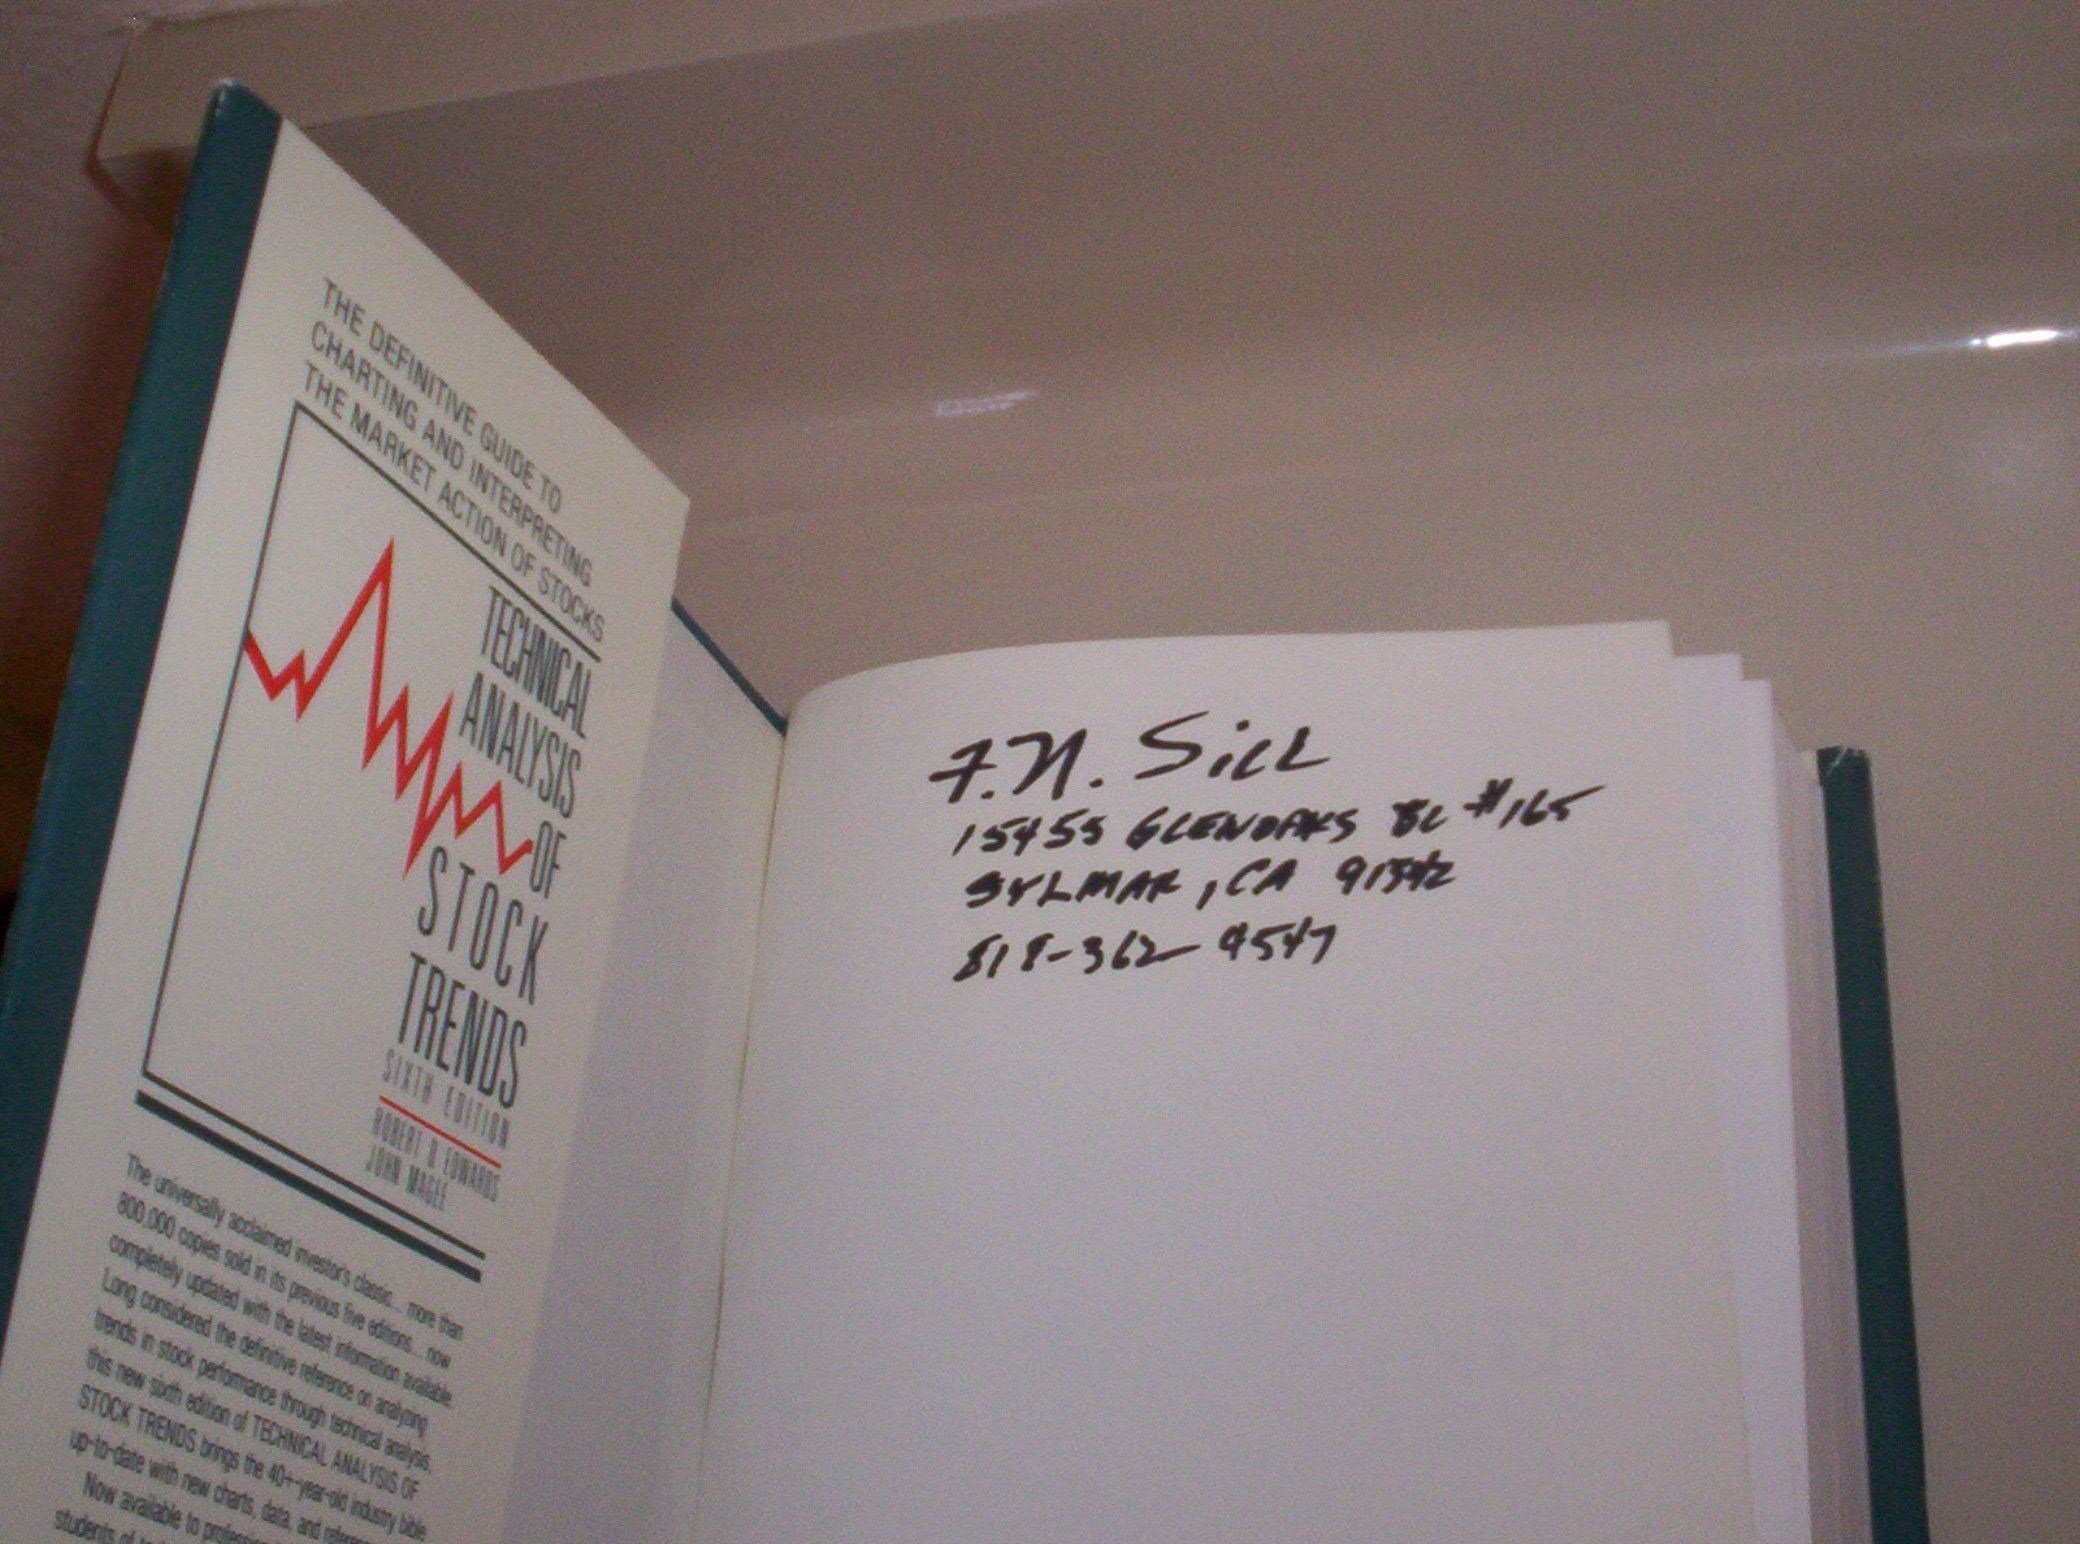 THE DEFINITIVE GUIDE TO
CHARTING AND INTERPRETING
THE MARKET ACTION OF STOCKS
TECHNICAL
ANALYSIS
OF
STOCK
TRENDS
SIXTH EDITION
ROBERT D. EDWARDS
JOHN MAGEE
The universally acclaimed investor's classic... more than
800,000 copies sold in its previous five editions... now
completely updated with the latest information available.
Long considered the definitive reference on analyzing
trends in stock performance through technical analysis,
this new sixth edition of TECHNICAL ANALYSIS OF
STOCK TRENDS brings the 40+-year-old industry bible
up-to-date with new charts, data, and
Now available to
students of
F.N. Sill
15455 GLENOAKS BL #165
SYLMAR, CA 91342
818-362-4547